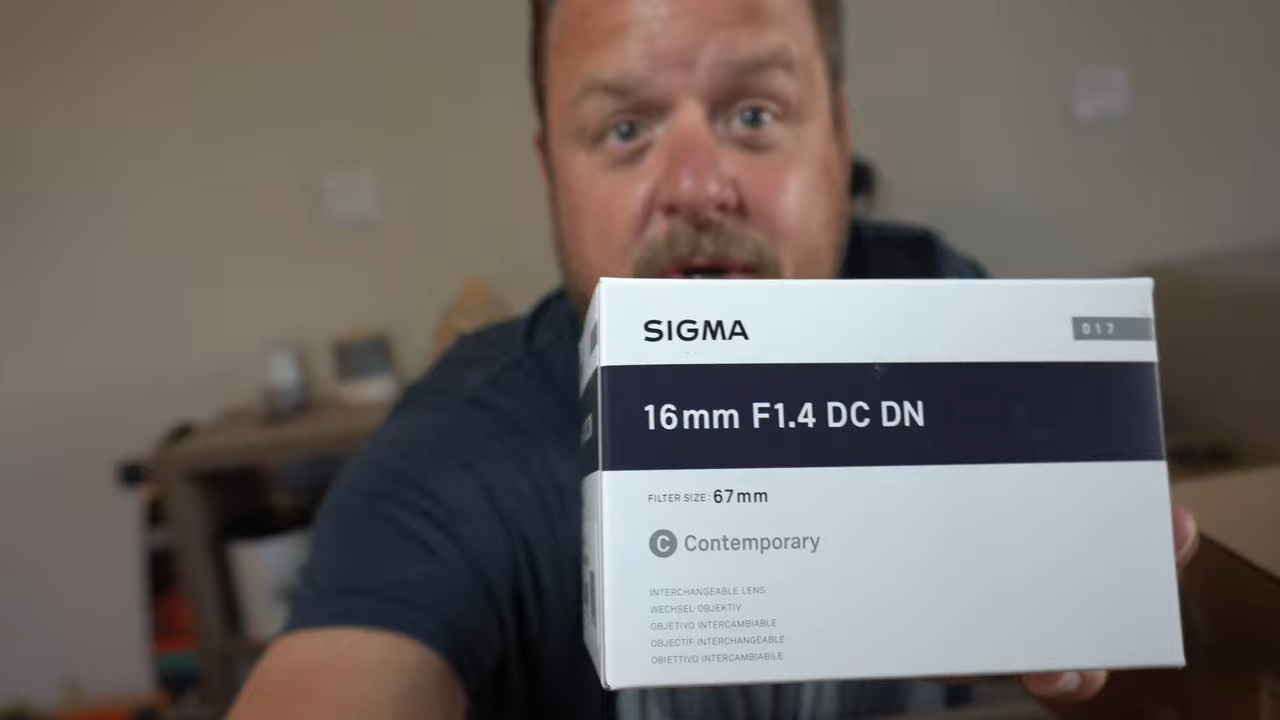 SIGMA
017
16mm F1.4 DC DN
FILTER SIZE: 67mm
C Contemporary
INTERCHANGEABLE LENS
WECHSEL-OBJEKTIV
OBJETIVO INTERCAMBIABLE
OBJECTIF INTERCHANGEABLE
OBIETTIVO INTERCAMBIABILE